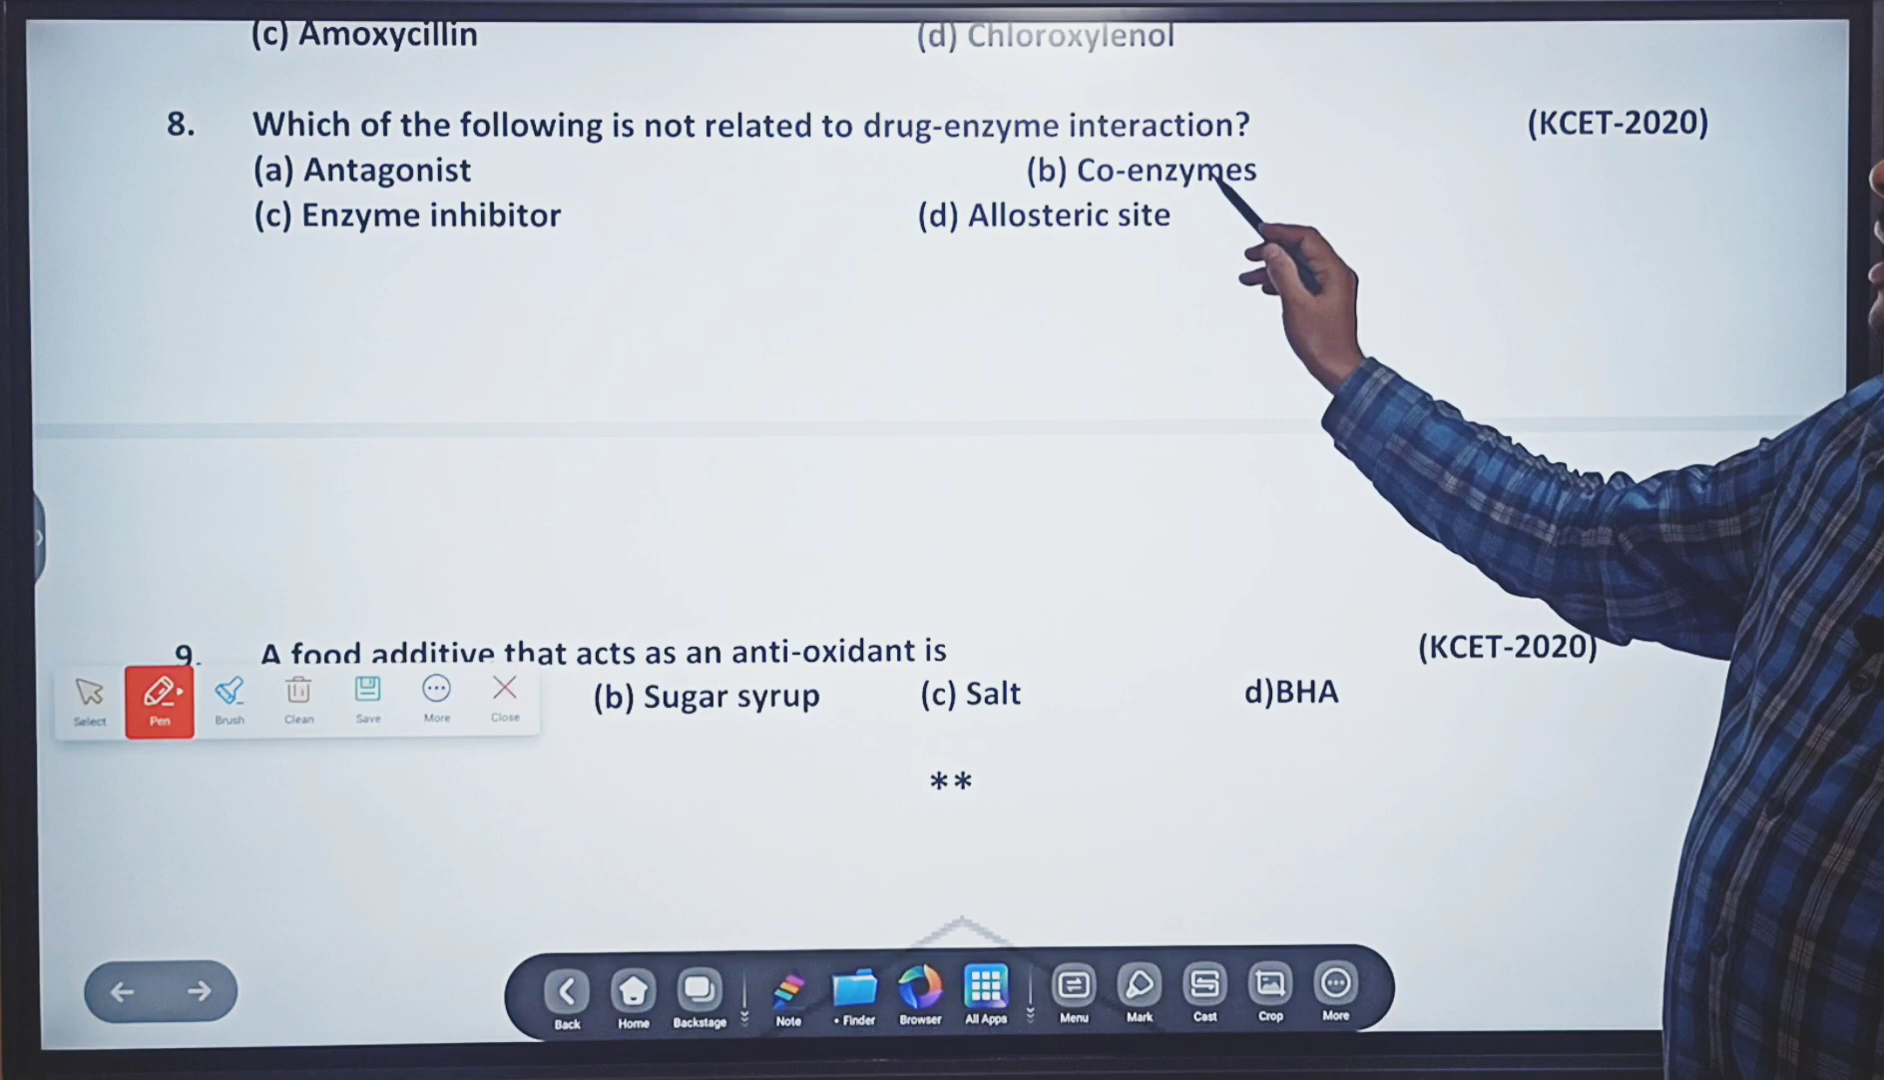 (c) Amoxycillin (d) Chloroxylenol
8. Which of the following is not related to drug-enzyme interaction? (KCET-2020)
(a) Antagonist (b) Co-enzymes
(c) Enzyme inhibitor (d) Allosteric site
9. A food additive that acts as an anti-oxidant is (KCET-2020)
(b) Sugar syrup (c) Salt d)BHA
Select Pen Brush Clean Save More Close
**
Back Home Backstage Note • Finder Browser All Apps Menu Mark Cast Crop More